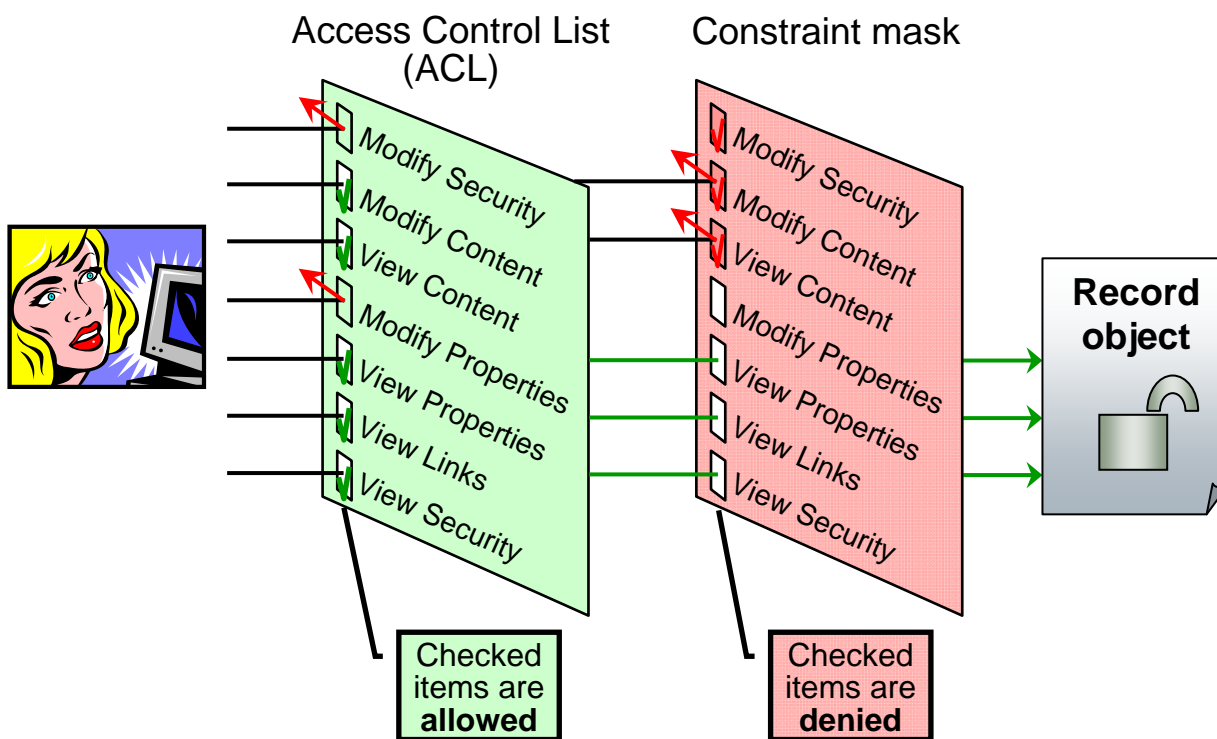 Access Control List
(ACL)
Constraint mask
Modify Security
Modify Content
View Content
Modify Properties
View Properties
View Links
View Security
Modify Security
Modify Content
View Content
Modify Properties
View Properties
View Links
View Security
Record
object
Checked
items are
allowed
Checked
items are
denied